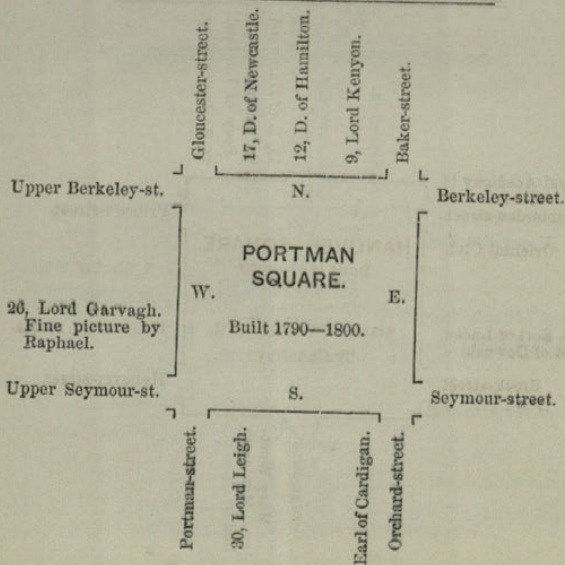 Gloucester-street.
17, D. of Newcastle.
12, D. of Hamilton.
9, Lord Kenyon.
Baker-street.
Upper Berkeley-st.
N.
Berkeley-street.
PORTMAN
SQUARE.
W.
E.
26, Lord Garvagh.
Fine picture by
Raphael.
Built 1790—1800.
Upper Seymour-st.
S.
Seymour-street.
Portman-street.
30, Lord Leigh.
Earl of Cardigan.
Orchard-street.